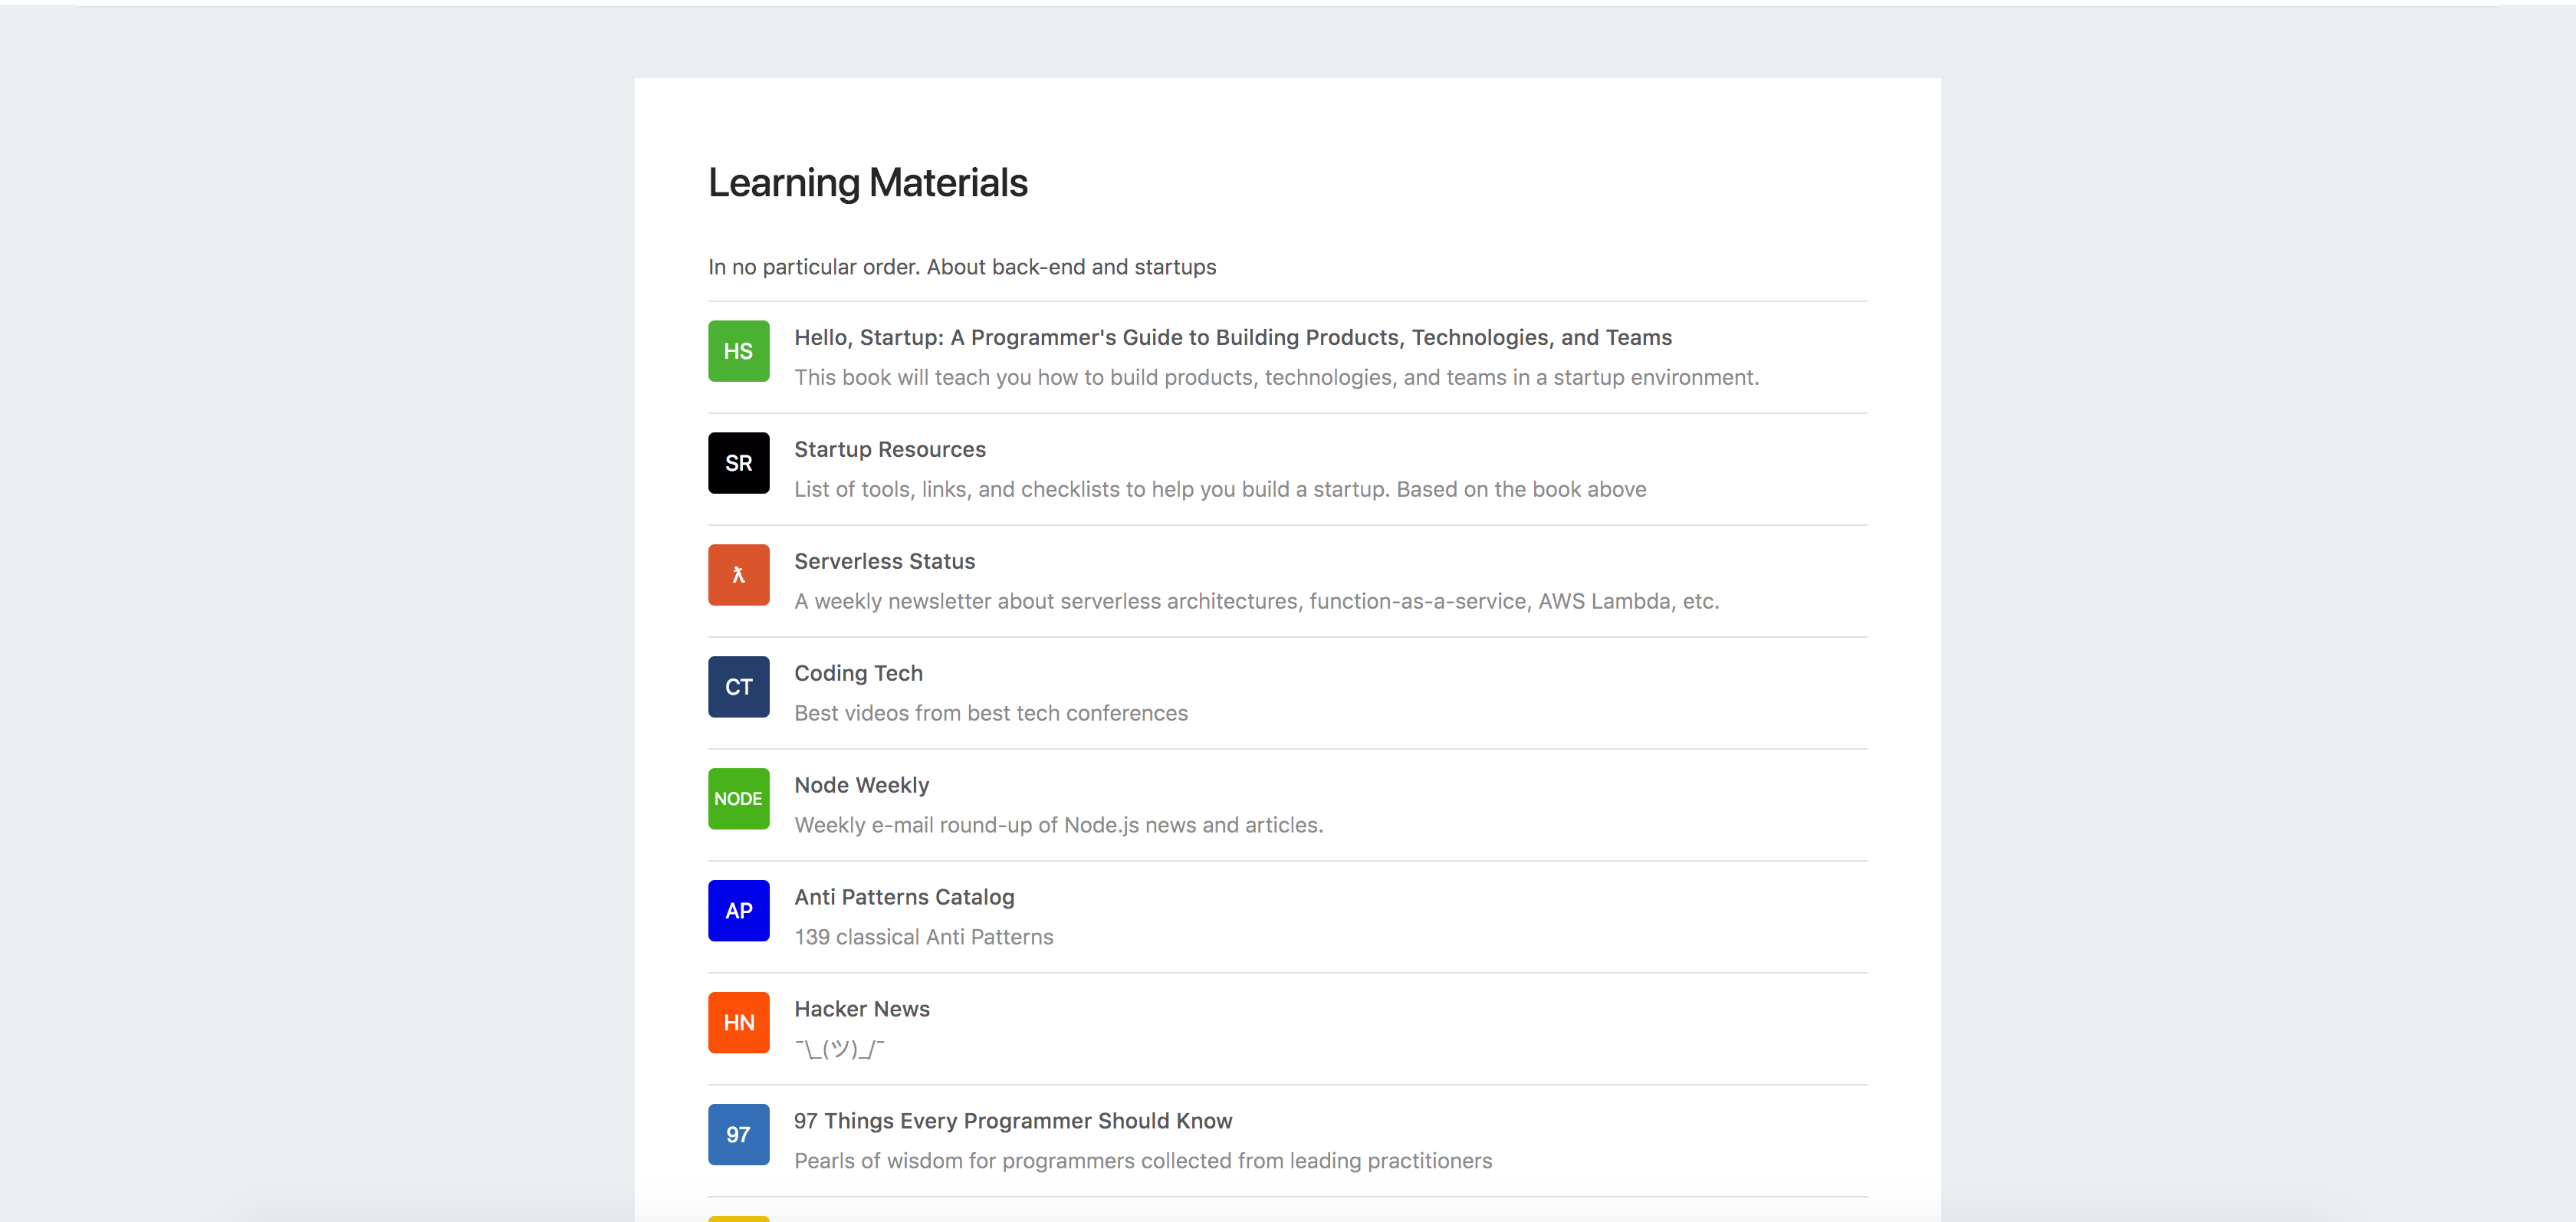 Learning Materials
In no particular order. About back-end and startups
HS
Hello, Startup: A Programmer's Guide to Building Products, Technologies, and Teams
This book will teach you how to build products, technologies, and teams in a startup environment.
SR
Startup Resources
List of tools, links, and checklists to help you build a startup. Based on the book above
ƛ
Serverless Status
A weekly newsletter about serverless architectures, function-as-a-service, AWS Lambda, etc.
CT
Coding Tech
Best videos from best tech conferences
NODE
Node Weekly
Weekly e-mail round-up of Node.js news and articles.
AP
Anti Patterns Catalog
139 classical Anti Patterns
HN
Hacker News
¯\_(ツ)_/¯
97
97 Things Every Programmer Should Know
Pearls of wisdom for programmers collected from leading practitioners